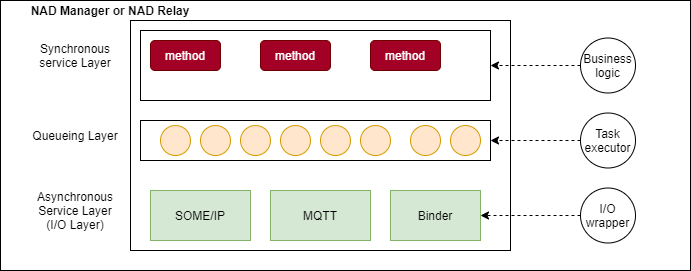 NAD Manager or NAD Relay
Synchronous
service Layer
method method method
Business
logic
Queueing Layer
Task
executor
Asynchronous
Service Layer
(I/O Layer)
SOME/IP MQTT Binder
I/O
wrapper